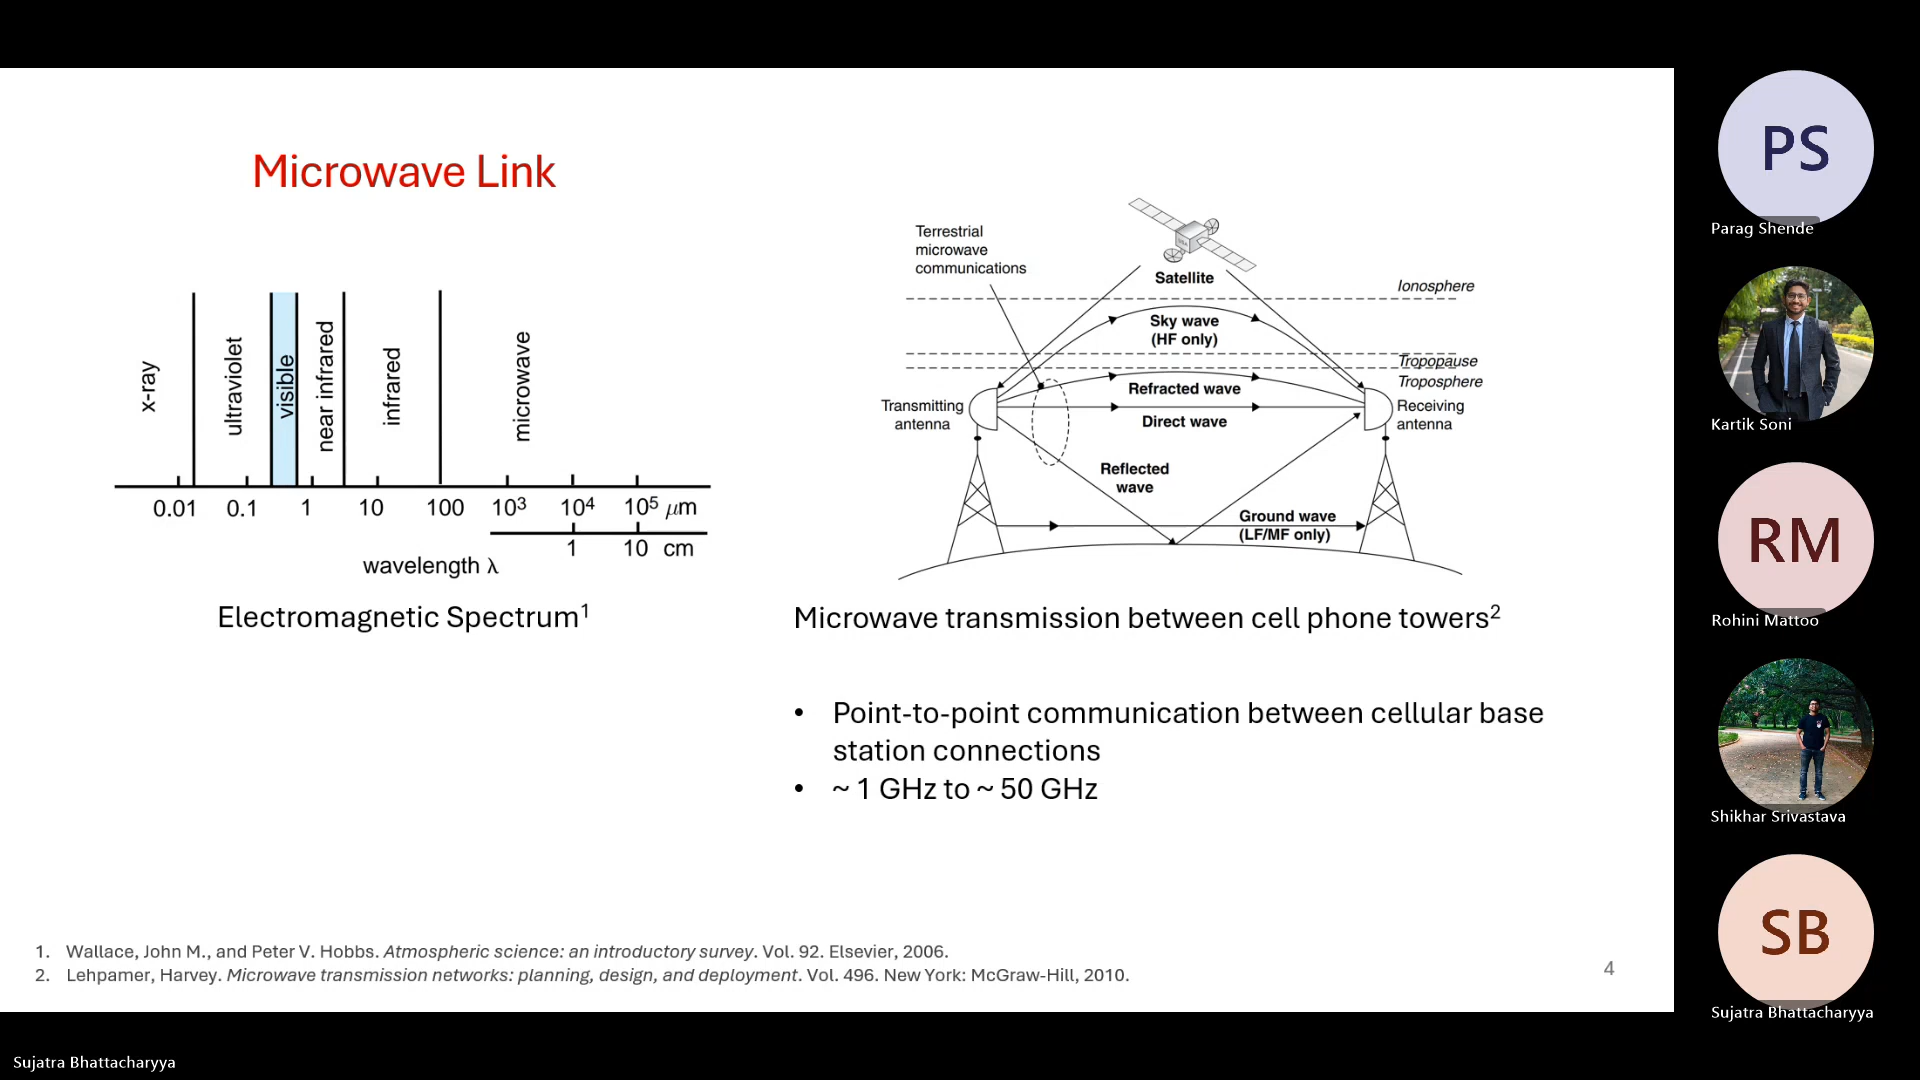 Microwave Link
x-ray
ultraviolet
visible
near infrared
infrared
microwave
0.01 0.1 1 10 100 10³ 10⁴ 10⁵ μm
1 10 cm
wavelength λ
Electromagnetic Spectrum¹
Terrestrial
microwave
communications
Satellite
Ionosphere
Sky wave
(HF only)
Tropopause
Troposphere
Refracted wave
Transmitting
antenna
Direct wave
Receiving
antenna
Reflected
wave
Ground wave
(LF/MF only)
Microwave transmission between cell phone towers²
• Point-to-point communication between cellular base
station connections
• ~ 1 GHz to ~ 50 GHz
1. Wallace, John M., and Peter V. Hobbs. Atmospheric science: an introductory survey. Vol. 92. Elsevier, 2006.
2. Lehpamer, Harvey. Microwave transmission networks: planning, design, and deployment. Vol. 496. New York: McGraw-Hill, 2010.
4
PS
Parag Shende
Kartik Soni
RM
Rohini Mattoo
Shikhar Srivastava
SB
Sujatra Bhattacharyya
Sujatra Bhattacharyya